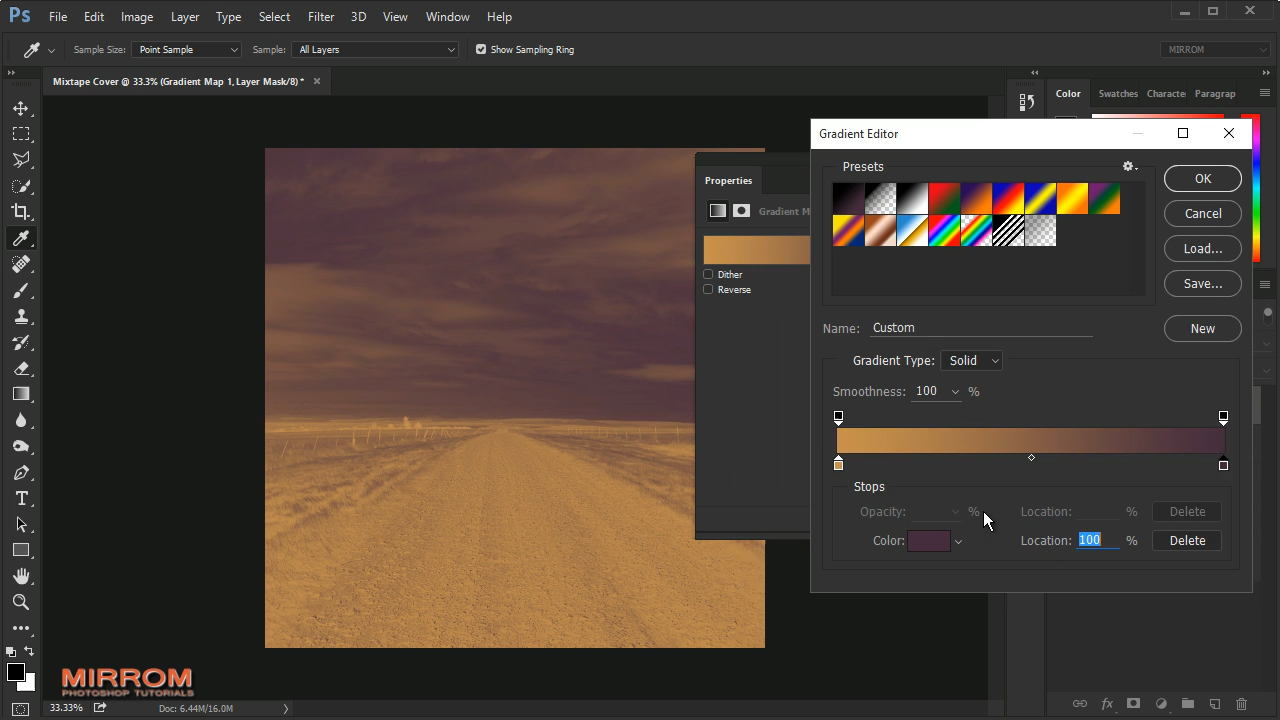 Ps File Edit Image Layer Type Select Filter 3D View Window Help
Sample Size: Point Sample Sample: All Layers Show Sampling Ring MIRROM
Mixtape Cover @ 33.3% (Gradient Map 1, Layer Mask/8) *
Color Swatches Characte Paragrap
Gradient Editor
Presets
OK
Properties
Cancel
Gradient M
Load...
Dither
Save...
Reverse
Name: Custom New
Gradient Type: Solid
Smoothness: 100 %
Stops
Opacity: % Location: % Delete
Color: Location: 100 % Delete
MIRROM
PHOTOSHOP TUTORIALS
33.33% Doc: 6.44M/16.0M
fx